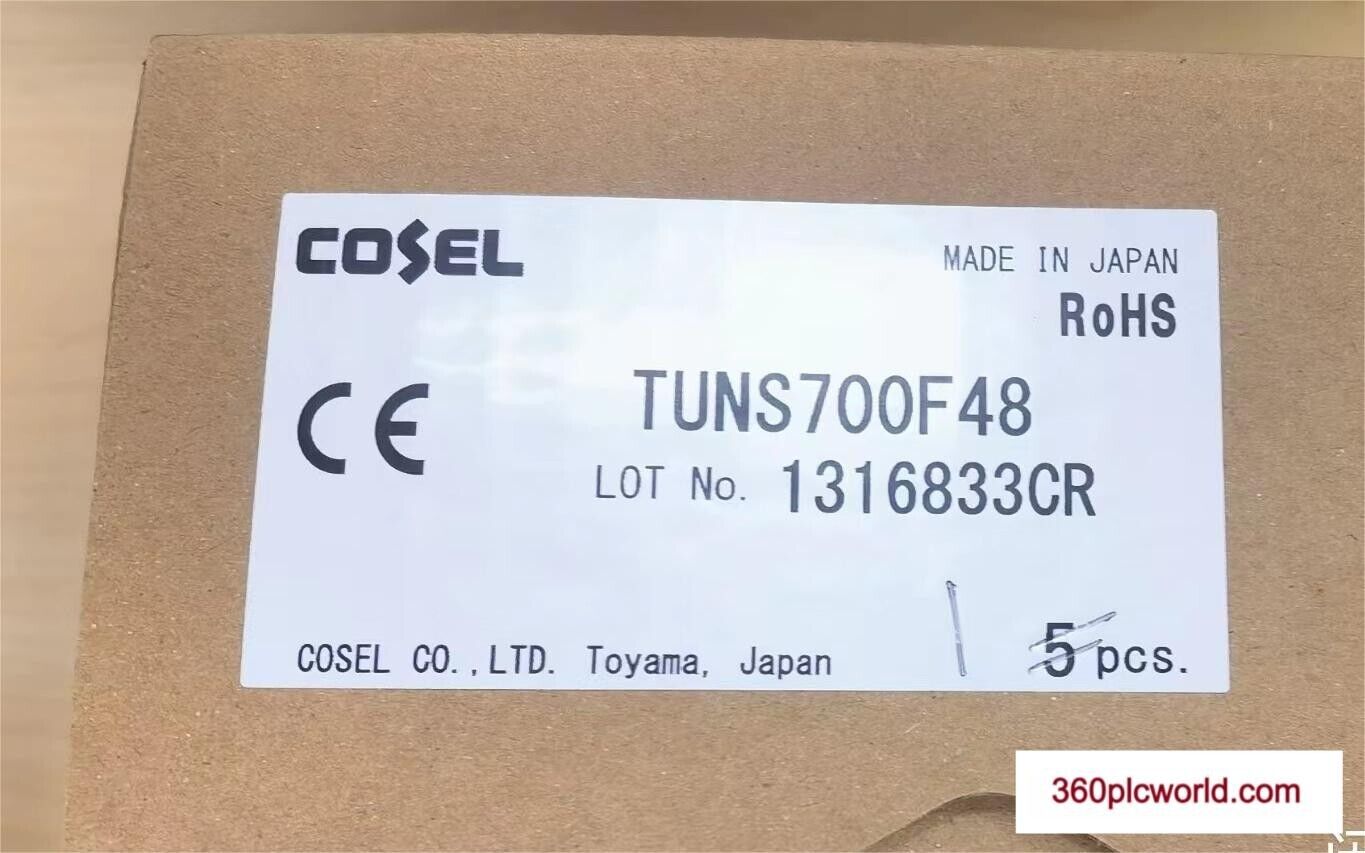 COSEL
MADE IN JAPAN
RoHS
CE
TUNS700F48
LOT No. 1316833CR
COSEL CO.,LTD. Toyama, Japan
1 5 pcs.
360plcworld.com